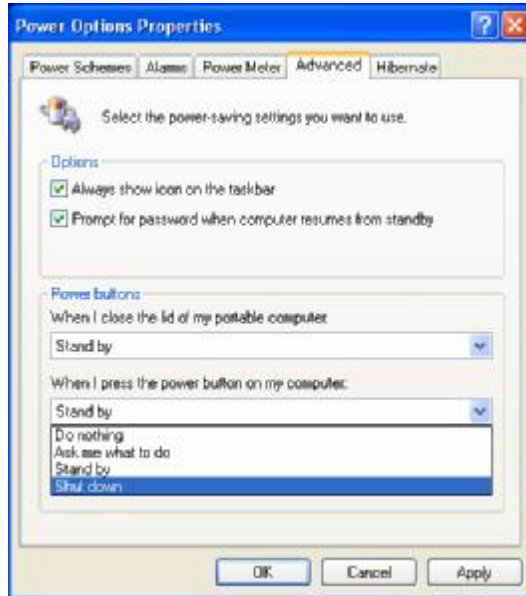 Power Options Properties
Power Schemes Alarms Power Meter Advanced Hibernate
Select the power-saving settings you want to use.
Options
Always show icon on the taskbar
Prompt for password when computer resumes from standby
Power buttons
When I close the lid of my portable computer:
Stand by
When I press the power button on my computer:
Stand by
Do nothing
Ask me what to do
Stand by
Shut down
OK Cancel Apply